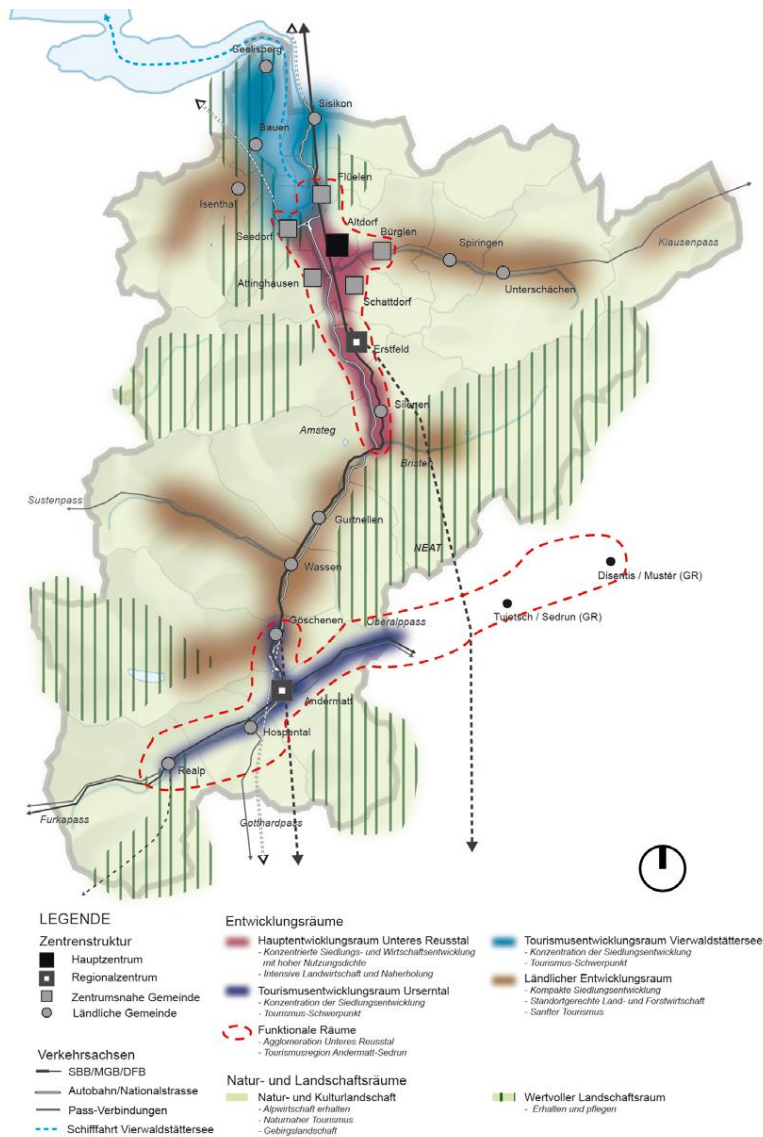 Seelisberg
Sisikon
Bauen
Flüelen
Isenthal
Altdorf
Bürglen
Seedorf
Spiringen
Klausenpass
Attinghausen
Unterschächen
Schattdorf
Erstfeld
Silenen
Amsteg
Bristen
Sustenpass
Gurtnellen
NEAT
Wassen
Disentis / Mustér (GR)
Tujetsch / Sedrun (GR)
Göschenen
Oberalppass
Andermatt
Hospental
Realp
Furkapass
Gotthardpass
LEGENDE
Zentrenstruktur
Hauptzentrum
Regionalzentrum
Zentrumsnahe Gemeinde
Ländliche Gemeinde
Verkehrsachsen
SBB/MGB/DFB
Autobahn/Nationalstrasse
Pass-Verbindungen
Schifffahrt Vierwaldstättersee
Entwicklungsräume
Hauptentwicklungsraum Unteres Reusstal
- Konzentrierte Siedlungs- und Wirtschaftsentwicklung
mit hoher Nutzungsdichte
- Intensive Landwirtschaft und Naherholung
Tourismusentwicklungsraum Urserntal
- Konzentration der Siedlungsentwicklung
- Tourismus-Schwerpunkt
Funktionale Räume
- Agglomeration Unteres Reusstal
- Tourismusregion Andermatt-Sedrun
Tourismusentwicklungsraum Vierwaldstättersee
- Konzentration der Siedlungsentwicklung
- Tourismus-Schwerpunkt
Ländlicher Entwicklungsraum
- Kompakte Siedlungsentwicklung
- Standortgerechte Land- und Forstwirtschaft
- Sanfter Tourismus
Natur- und Landschaftsräume
Natur- und Kulturlandschaft
- Alpwirtschaft erhalten
- Naturnaher Tourismus
- Gebirgslandschaft
Wertvoller Landschaftsraum
- Erhalten und pflegen